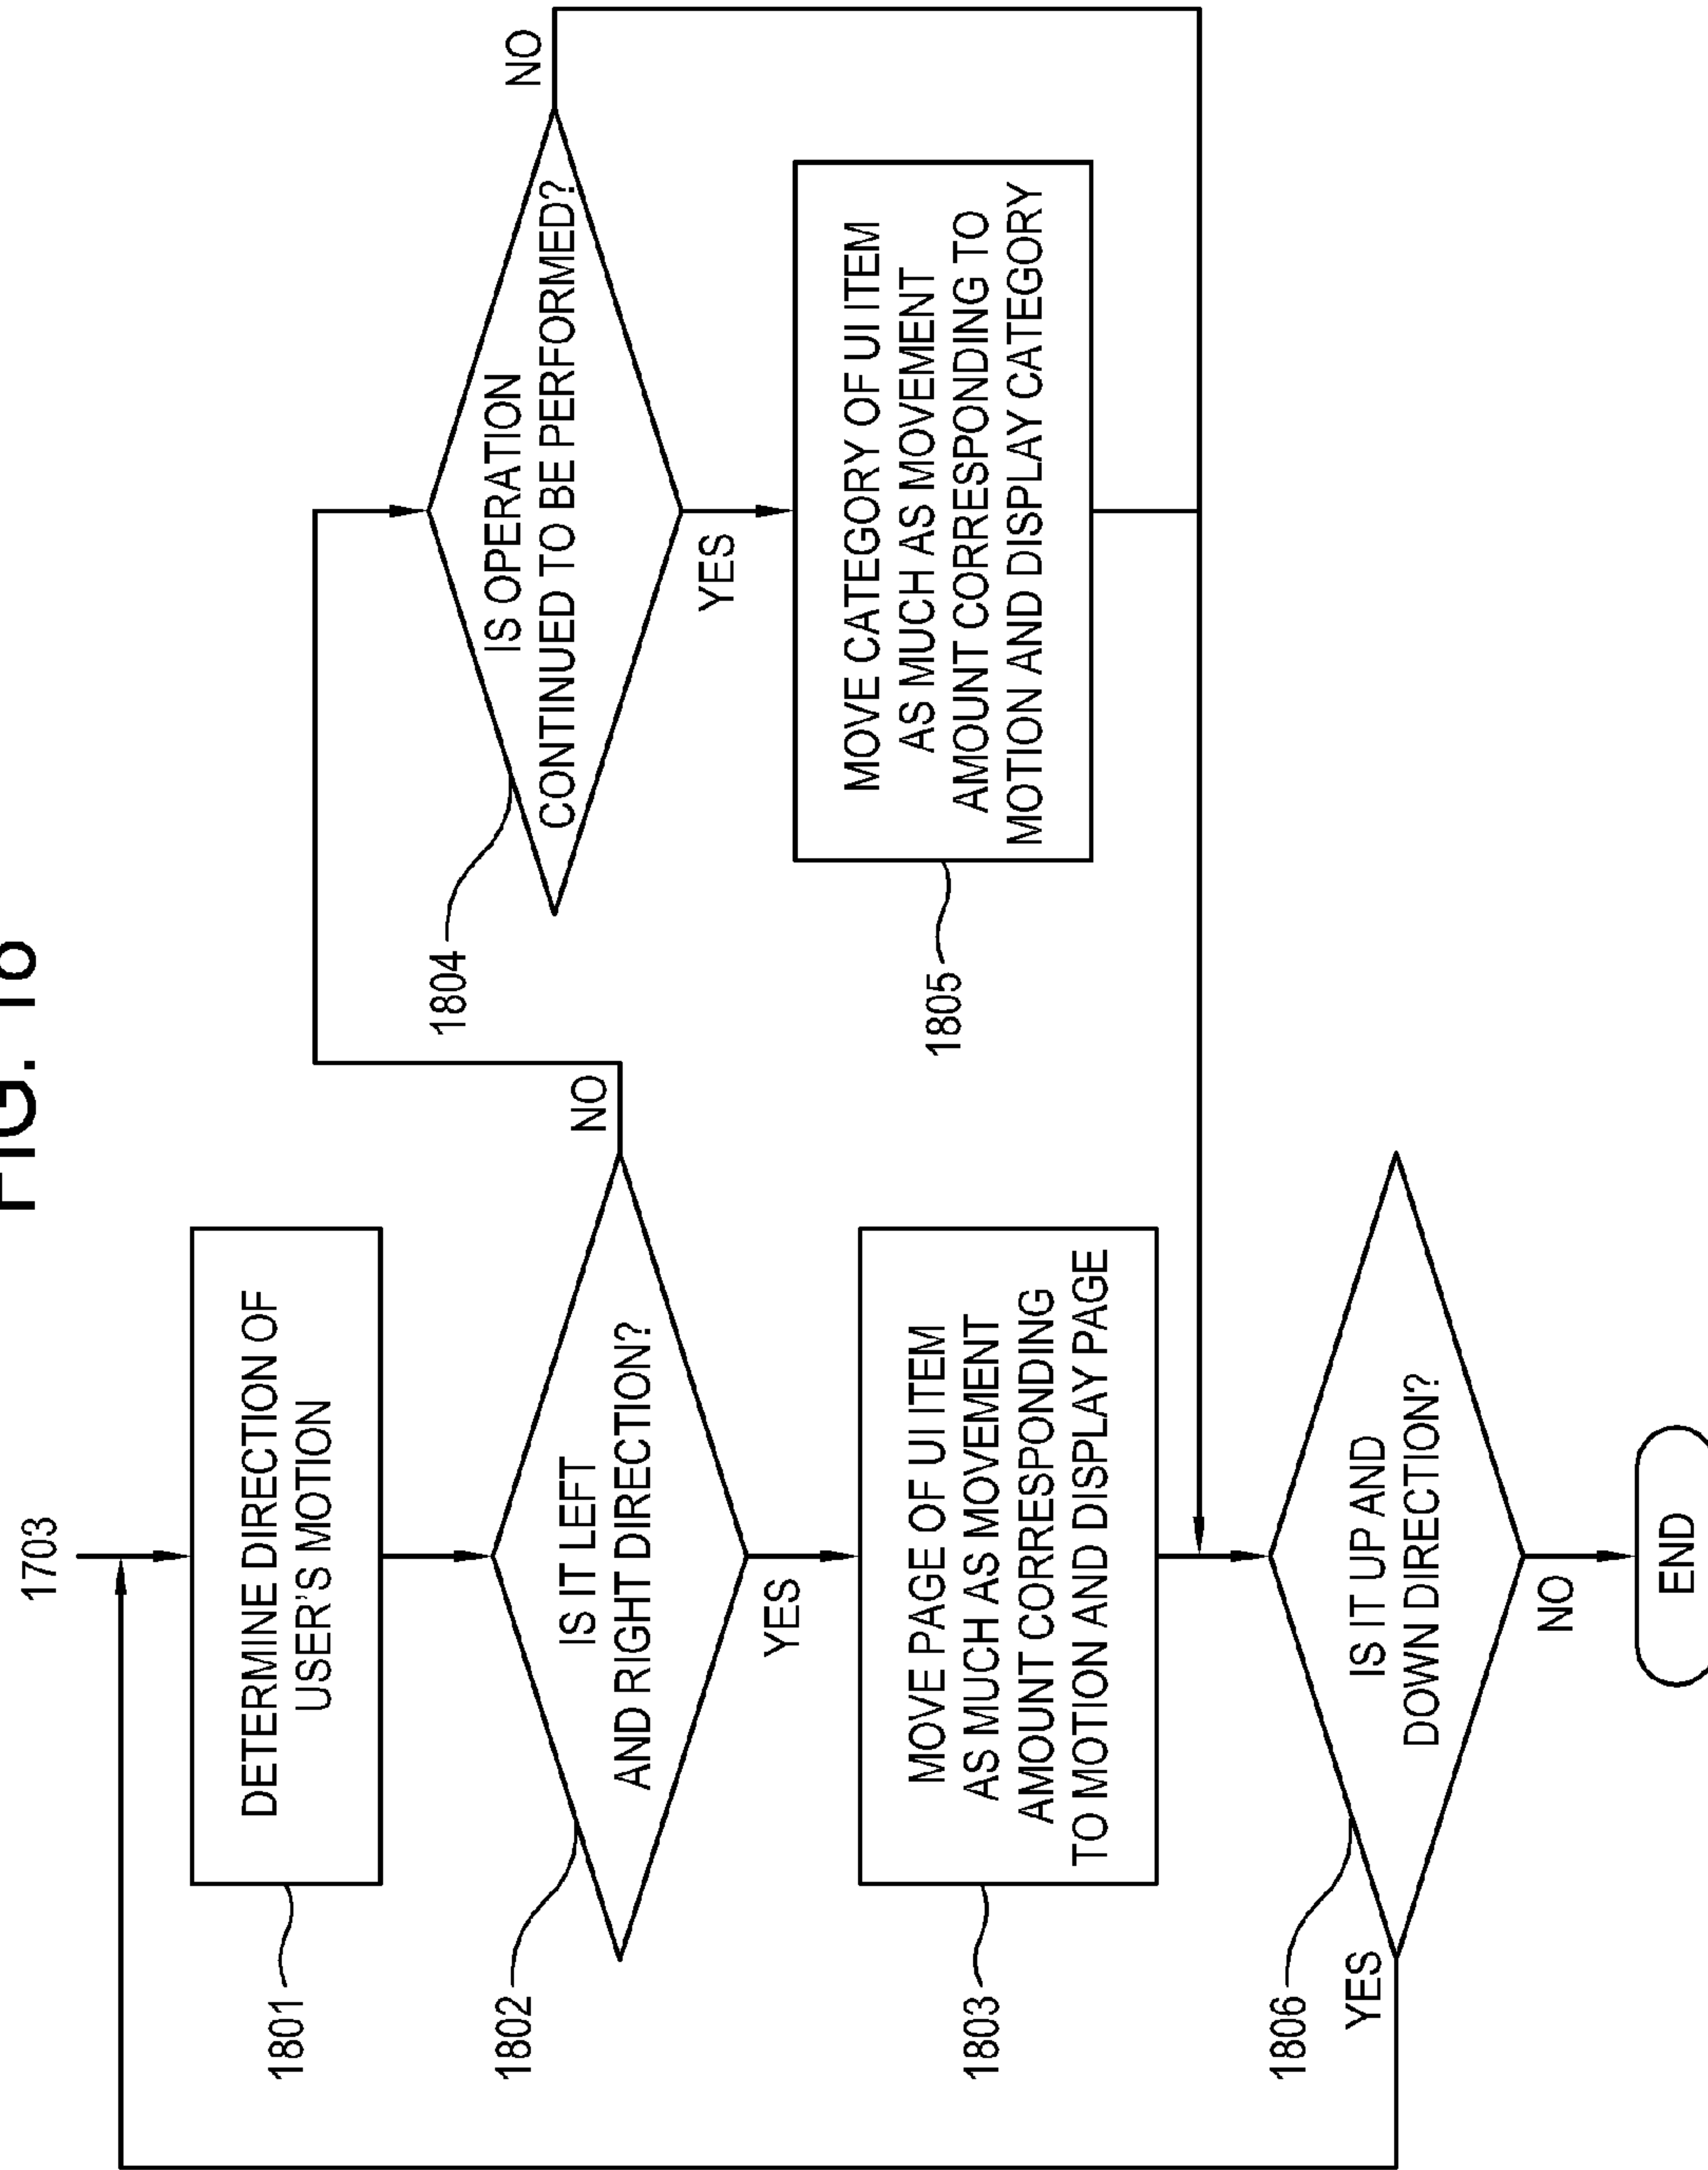 FIG. 18
1703
DETERMINE DIRECTION OF
USER'S MOTION
1801
IS IT LEFT
AND RIGHT DIRECTION?
1802
NO
YES
MOVE PAGE OF UI ITEM
AS MUCH AS MOVEMENT
AMOUNT CORRESPONDING
TO MOTION AND DISPLAY PAGE
1803
IS OPERATION
CONTINUED TO BE PERFORMED?
1804
NO
YES
MOVE CATEGORY OF UI ITEM
AS MUCH AS MOVEMENT
AMOUNT CORRESPONDING TO
MOTION AND DISPLAY CATEGORY
1805
IS IT UP AND
DOWN DIRECTION?
1806
YES
NO
END